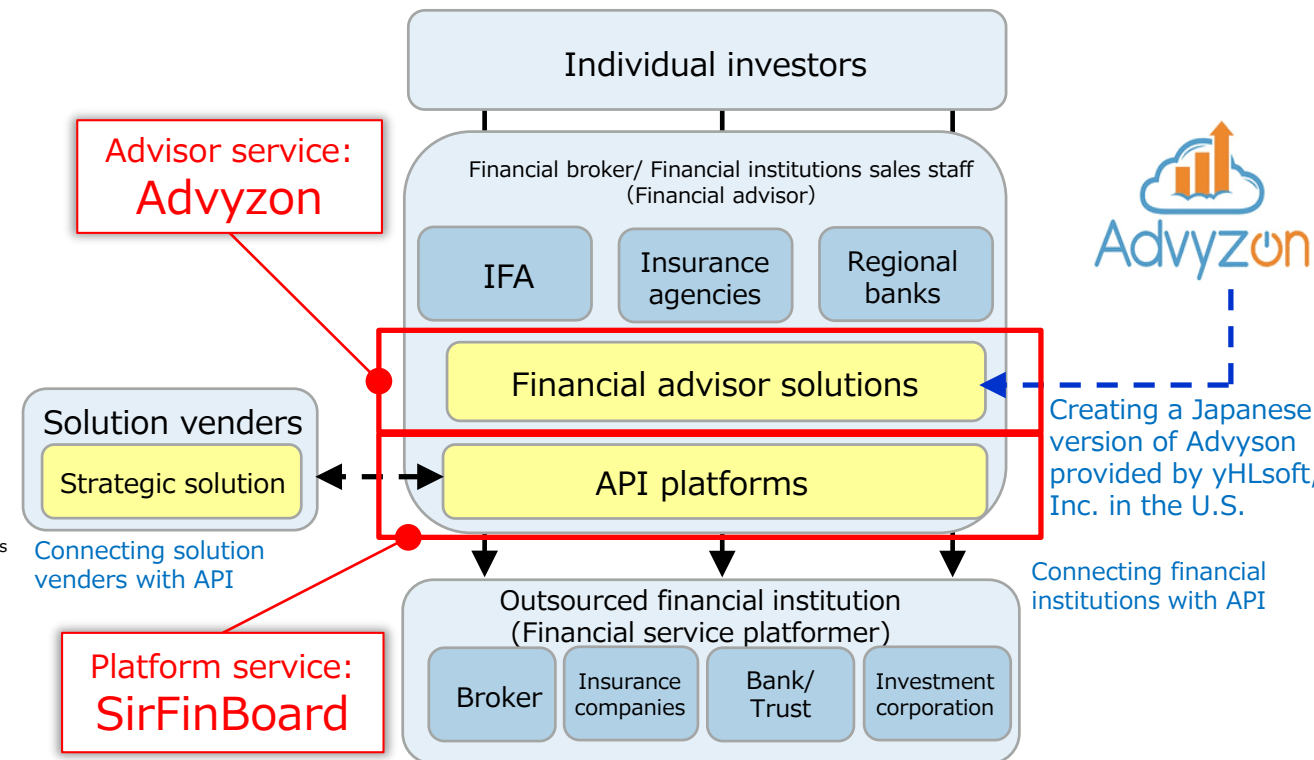 Individual investors
Advisor service:
Advyzon
Financial broker/ Financial institutions sales staff
(Financial advisor)
IFA
Insurance
agencies
Regional
banks
Advyzon
Financial advisor solutions
Creating a Japanese
version of Advyson
provided by yHLsoft,
Inc. in the U.S.
Solution venders
Strategic solution
API platforms
s
Connecting solution
venders with API
Connecting financial
institutions with API
Outsourced financial institution
(Financial service platformer)
Broker
Insurance
companies
Bank/
Trust
Investment
corporation
Platform service:
SirFinBoard